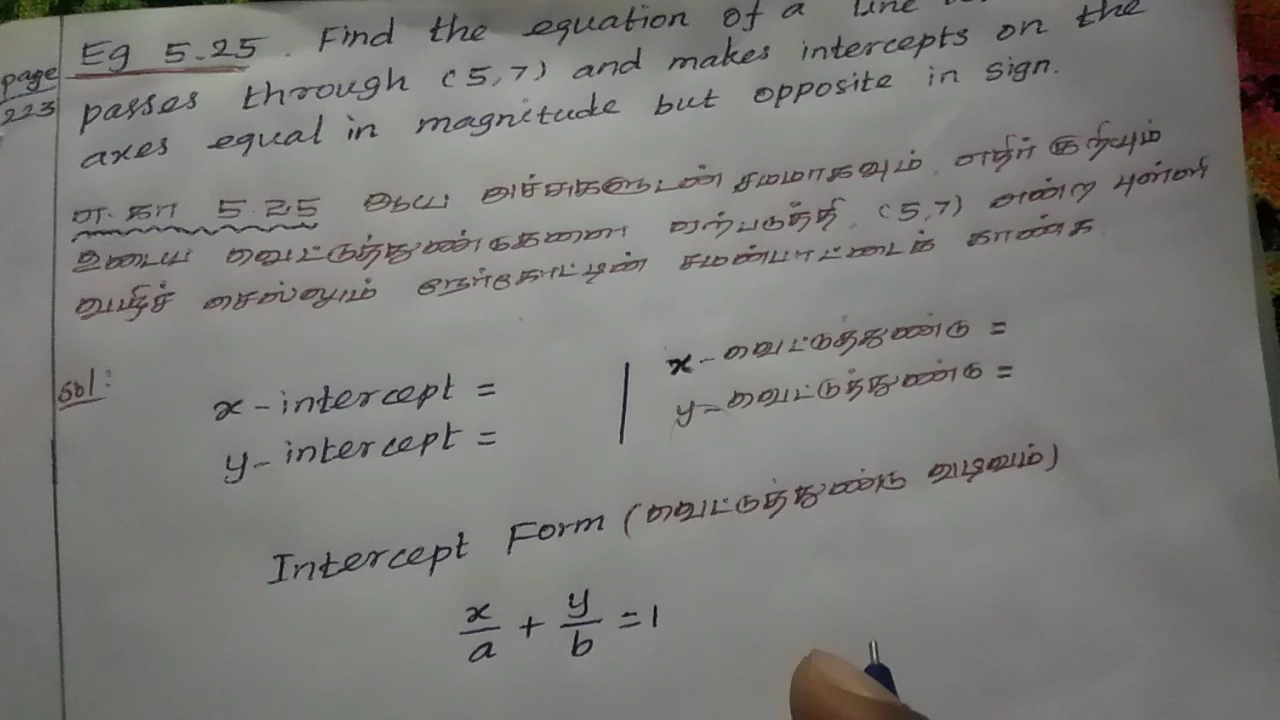 Eg 5.25. Find the equation of a line
page
223
passes through (5,7) and makes intercepts on the
axes equal in magnitude but opposite in sign.
எ.கா 5.25 ஆய அச்சுகளுடன் சமமாகவும் எதிர் குறியும்
உடைய வெட்டுத்துண்டுகளை ஏற்படுத்தி (5,7) என்ற புள்ளி
வழிச் செல்லும் நேர்கோட்டின் சமன்பாட்டைக் காண்க
Sol:
x-intercept =
y-intercept =
x-வெட்டுத்துண்டு =
y-வெட்டுத்துண்டு =
Intercept Form (வெட்டுத்துண்டு வடிவம்)
x/a + y/b = 1